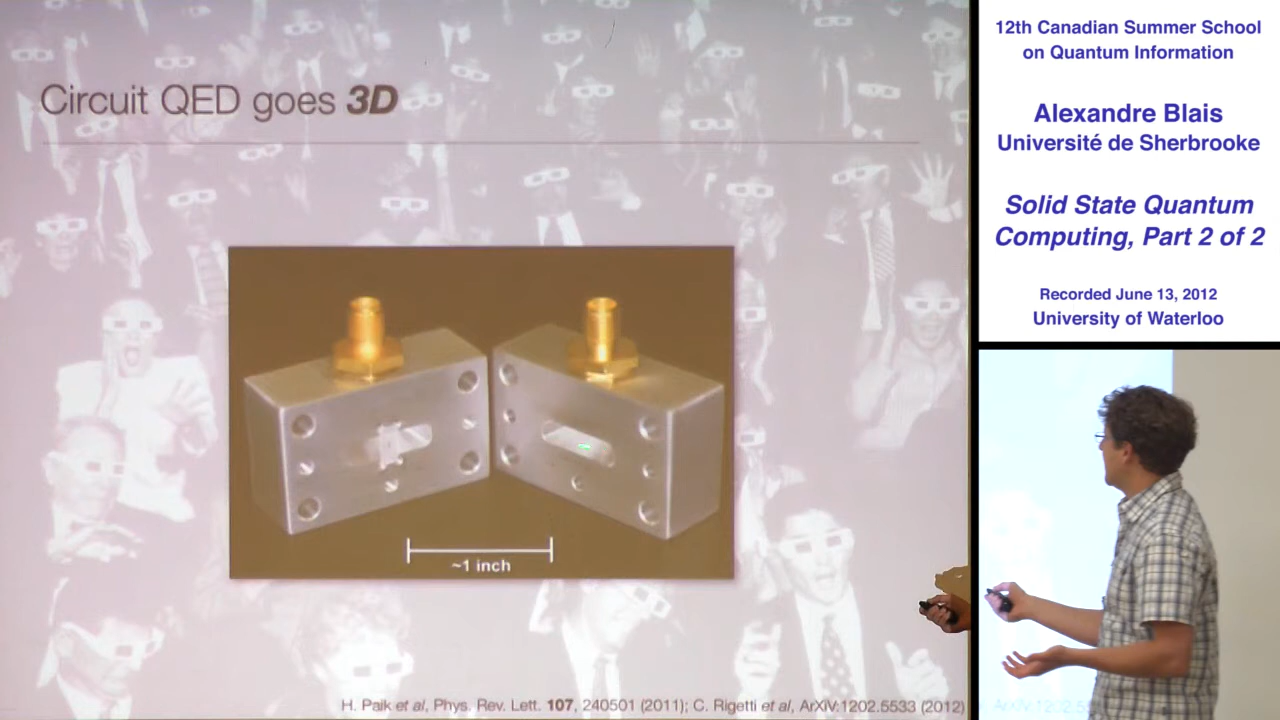 Circuit QED goes 3D
~1 inch
H. Paik et al, Phys. Rev. Lett. 107, 240501 (2011); C. Rigetti et al, ArXiV:1202.5533 (2012)
12th Canadian Summer School
on Quantum Information
Alexandre Blais
Université de Sherbrooke
Solid State Quantum
Computing, Part 2 of 2
Recorded June 13, 2012
University of Waterloo